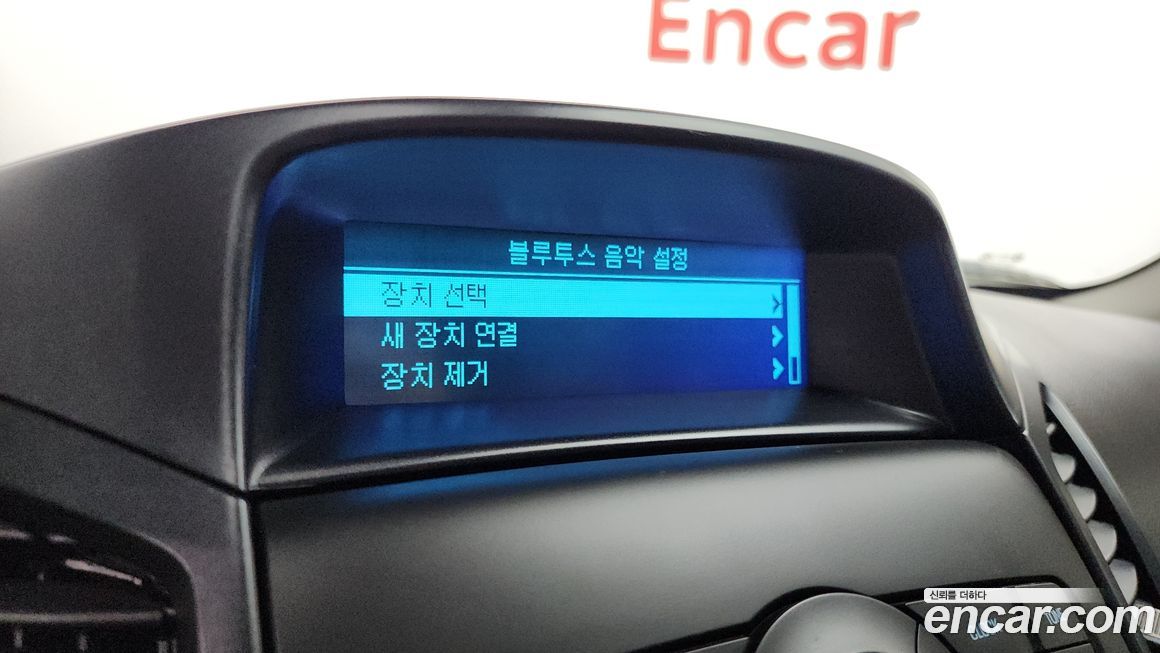 Encar
블루투스 음악 설정
장치 선택
새 장치 연결
장치 제거
신뢰를 더하다
encar.com
CLOCK